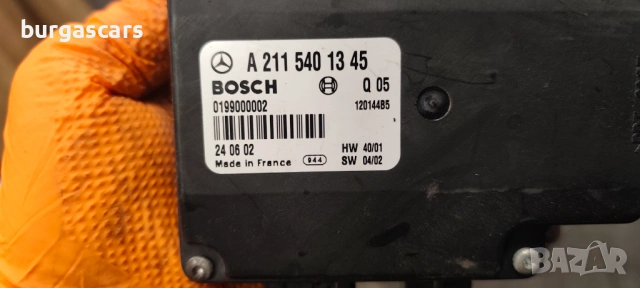 burgascars
A 211 540 13 45
BOSCH Q 05
0199000002 12014485
24 06 02 HW 40/01
Made in France 944 SW 04/02
bazar